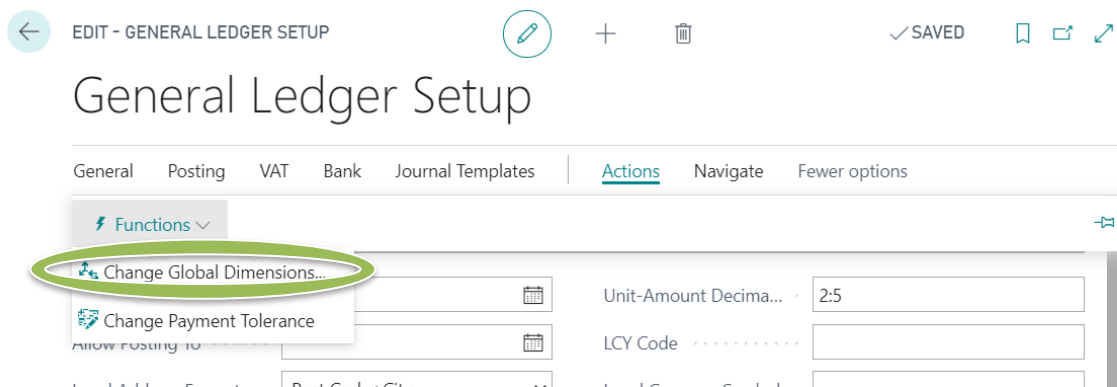 EDIT - GENERAL LEDGER SETUP
SAVED
General Ledger Setup
General Posting VAT Bank Journal Templates Actions Navigate Fewer options
Functions
Change Global Dimensions...
Unit-Amount Decima... 2:5
Change Payment Tolerance
Allow Posting To
LCY Code